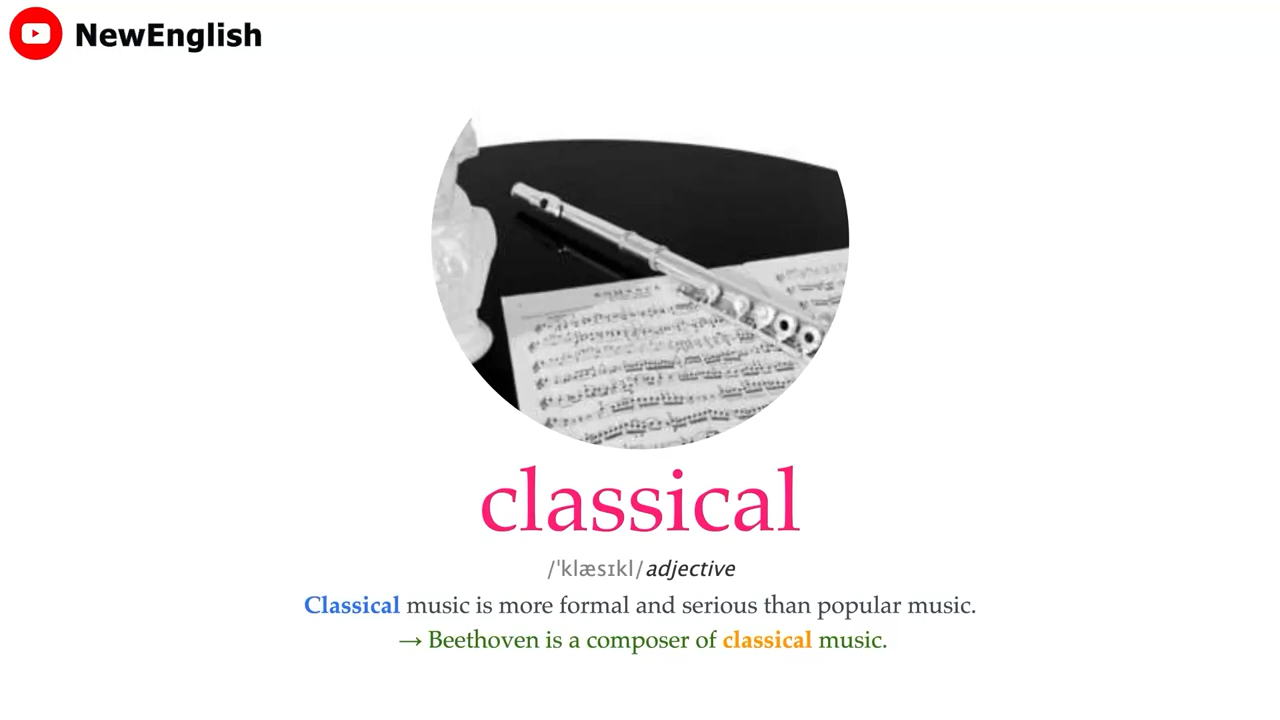 NewEnglish
classical
/ˈklæsɪkl/adjective
Classical music is more formal and serious than popular music.
→ Beethoven is a composer of classical music.